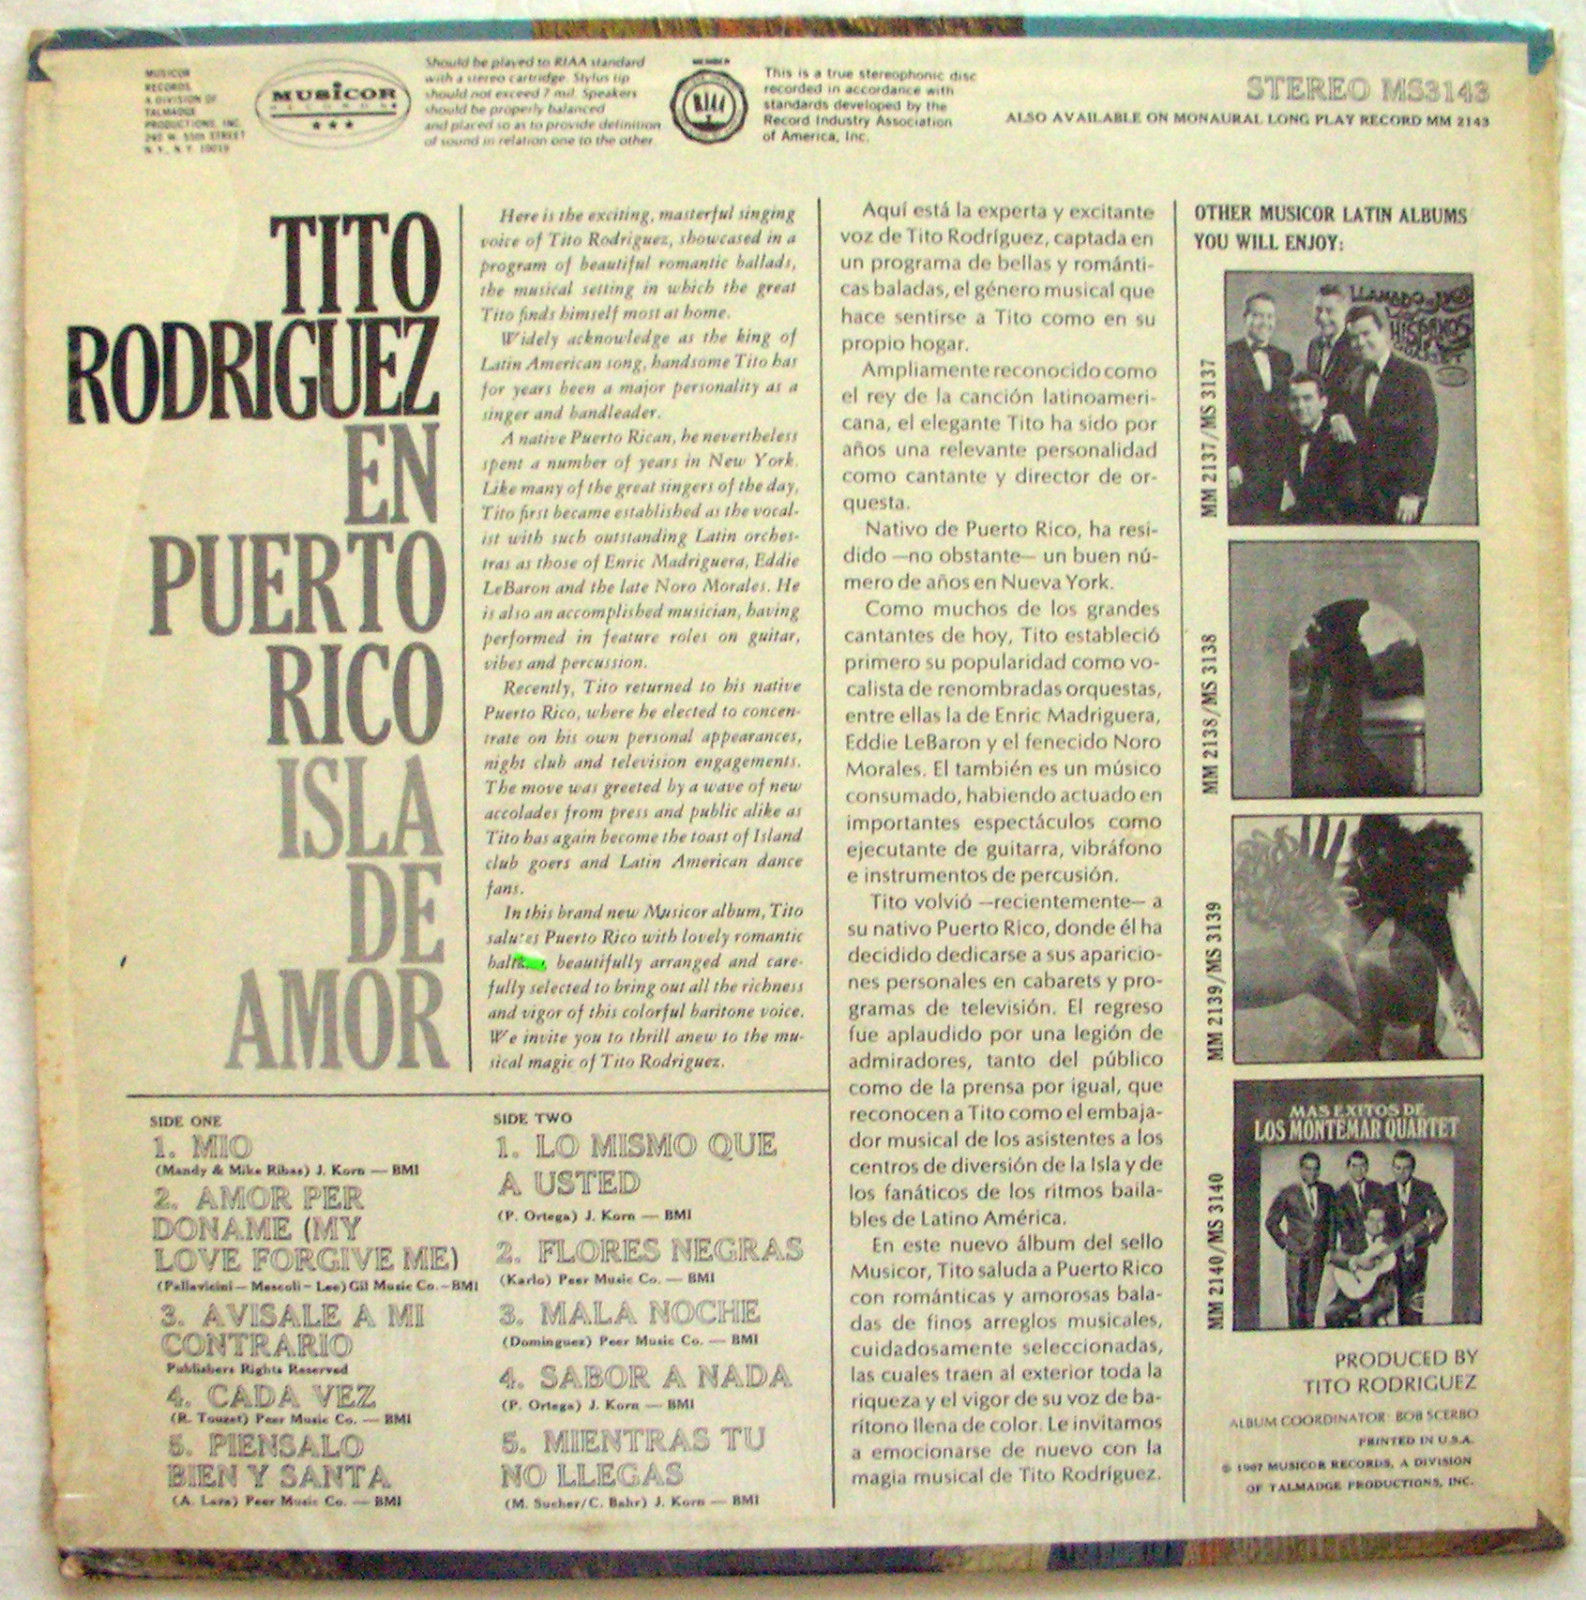 MUSICOR
RECORDS
A DIVISION OF
TALMADGE
PRODUCTIONS, INC.
N. Y., N. Y. 10019
MUSICOR
Should be played to RIAA standard
with a stereo cartridge. Stylus tip
should not exceed .7 mil. Speakers
should be properly balanced
and placed so as to provide definition
of sound in relation one to the other.
This is a true stereophonic disc
recorded in accordance with
standards developed by the
Record Industry Association
of America, Inc.
STEREO MS3143
ALSO AVAILABLE ON MONAURAL LONG PLAY RECORD MM 2143
TITO
RODRIGUEZ
EN
PUERTO
RICO
ISLA
DE
AMOR
Here is the exciting, masterful singing
voice of Tito Rodriguez, showcased in a
program of beautiful romantic ballads,
the musical setting in which the great
Tito finds himself most at home.
Widely acknowledge as the king of
Latin American song, handsome Tito has
for years been a major personality as a
singer and bandleader.
A native Puerto Rican, he nevertheless
spent a number of years in New York.
Like many of the great singers of the day,
Tito first became established as the vocal-
ist with such outstanding Latin orches-
tras as those of Enric Madriguera, Eddie
LeBaron and the late Noro Morales. He
is also an accomplished musician, having
performed in feature roles on guitar,
vibes and percussion.
Recently, Tito returned to his native
Puerto Rico, where he elected to concen-
trate on his own personal appearances,
night club and television engagements.
The move was greeted by a wave of new
accolades from press and public alike as
Tito has again become the toast of Island
club goers and Latin American dance
fans.
In this brand new Musicor album, Tito
salutes Puerto Rico with lovely romantic
beautifully arranged and care-
fully selected to bring out all the richness
and vigor of this colorful baritone voice.
We invite you to thrill anew to the mu-
sical magic of Tito Rodriguez.
Aquí está la experta y excitante
voz de Tito Rodríguez, captada en
un programa de bellas y románti-
cas baladas, el género musical que
hace sentirse a Tito como en su
propio hogar.
Ampliamente reconocido como
el rey de la canción latinoameri-
cana, el elegante Tito ha sido por
años una relevante personalidad
como cantante y director de or-
questa.
Nativo de Puerto Rico, ha resi-
dido —no obstante— un buen nú-
mero de años en Nueva York.
Como muchos de los grandes
cantantes de hoy, Tito estableció
primero su popularidad como vo-
calista de renombradas orquestas,
entre ellas la de Enric Madriguera,
Eddie LeBaron y el fenecido Noro
Morales. El también es un músico
consumado, habiendo actuado en
importantes espectáculos como
ejecutante de guitarra, vibráfono
e instrumentos de percusión.
Tito volvió —recientemente— a
su nativo Puerto Rico, donde él ha
decidido dedicarse a sus aparicio-
nes personales en cabarets y pro-
gramas de televisión. El regreso
fue aplaudido por una legión de
admiradores, tanto del público
como de la prensa por igual, que
reconocen a Tito como el embaja-
dor musical de los asistentes a los
centros de diversión de la Isla y de
los fanáticos de los ritmos baila-
bles de Latino América.
En este nuevo álbum del sello
Musicor, Tito saluda a Puerto Rico
con románticas y amorosas bala-
das de finos arreglos musicales,
cuidadosamente seleccionadas,
las cuales traen al exterior toda la
riqueza y el vigor de su voz de ba-
rítono llena de color. Le invitamos
a emocionarse de nuevo con la
magia musical de Tito Rodríguez.
SIDE ONE
1. MIO
(Mandy & Mike Ribas) J. Korn — BMI
2. AMOR PER
DONAME (MY
LOVE FORGIVE ME)
(Pallavicini – Mescoli – Lee) Gil Music Co. – BMI
3. AVISALE A MI
CONTRARIO
Publishers Rights Reserved
4. CADA VEZ
(R. Touzet) Peer Music Co. — BMI
5. PIENSALO
BIEN Y SANTA
(A. Lara) Peer Music Co. — BMI
SIDE TWO
1. LO MISMO QUE
A USTED
(P. Ortega) J. Korn — BMI
2. FLORES NEGRAS
(Karlo) Peer Music Co. — BMI
3. MALA NOCHE
(Dominguez) Peer Music Co. — BMI
4. SABOR A NADA
(P. Ortega) J. Korn — BMI
5. MIENTRAS TU
NO LLEGAS
(M. Sucher/C. Bahr) J. Korn — BMI
OTHER MUSICOR LATIN ALBUMS
YOU WILL ENJOY:
MM 2137/MS 3137
MM 2138/MS 3138
MM 2139/MS 3139
MAS EXITOS DE
LOS MONTEMAR QUARTET
MM 2140/MS 3140
PRODUCED BY
TITO RODRIGUEZ
ALBUM COORDINATOR: BOB SCERBO
PRINTED IN U.S.A.
© 1967 MUSICOR RECORDS, A DIVISION
OF TALMADGE PRODUCTIONS, INC.